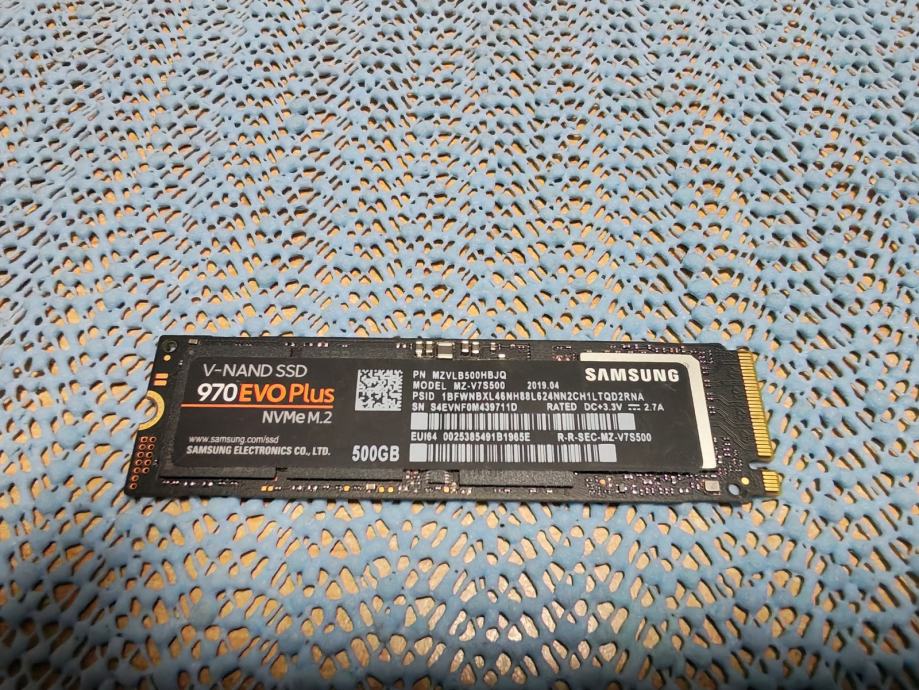 V-NAND SSD
970 EVO Plus
NVMe M.2
www.samsung.com/ssd
SAMSUNG ELECTRONICS CO., LTD.
500GB
PN MZVLB500HBJQ
MODEL MZ-V7S500 2019.04
PSID 1BFWNBXL46NH88L624NN2CH1LTQD2RNA
SN S4EVNF0M439711D RATED DC+3.3V ⎓ 2.7A
EUI64 0025385491B1965E R-R-SEC-MZ-V7S500
SAMSUNG